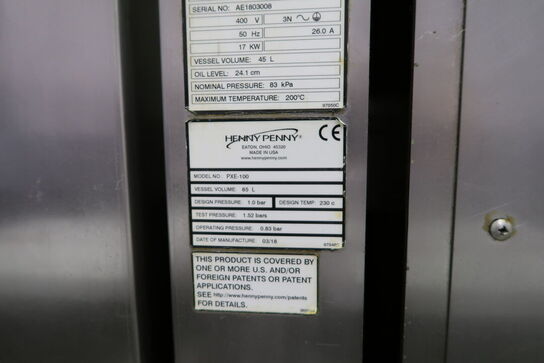 SERIAL NO: AE1803008
400 V 3N
50 Hz 26.0 A
17 KW
VESSEL VOLUME: 45 L
OIL LEVEL: 24.1 cm
NOMINAL PRESSURE: 83 kPa
MAXIMUM TEMPERATURE: 200°C
97050C
HENNY PENNY®
CE
EATON, OHIO 45320
MADE IN USA
www.hennypenny.com
MODEL NO: PXE-100
VESSEL VOLUME: 65 L
DESIGN PRESSURE: 1.0 bar DESIGN TEMP: 230 c
TEST PRESSURE: 1.52 bars
OPERATING PRESSURE: 0.83 bar
DATE OF MANUFACTURE: 03/18
THIS PRODUCT IS COVERED BY
ONE OR MORE U.S. AND/OR
FOREIGN PATENTS OR PATENT
APPLICATIONS.
SEE http://www.hennypenny.com/patents
FOR DETAILS.